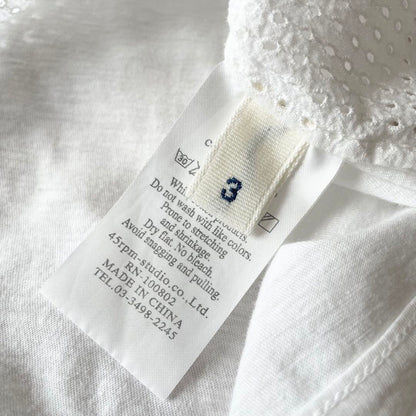 3
30
Do not wash with like colors.
Prone to stretching
and shrinkage.
Dry flat. No bleach.
Avoid snagging and pulling.
45rpm-studio.co.,Ltd.
RN-100802
MADE IN CHINA
TEL.03-3498-2245